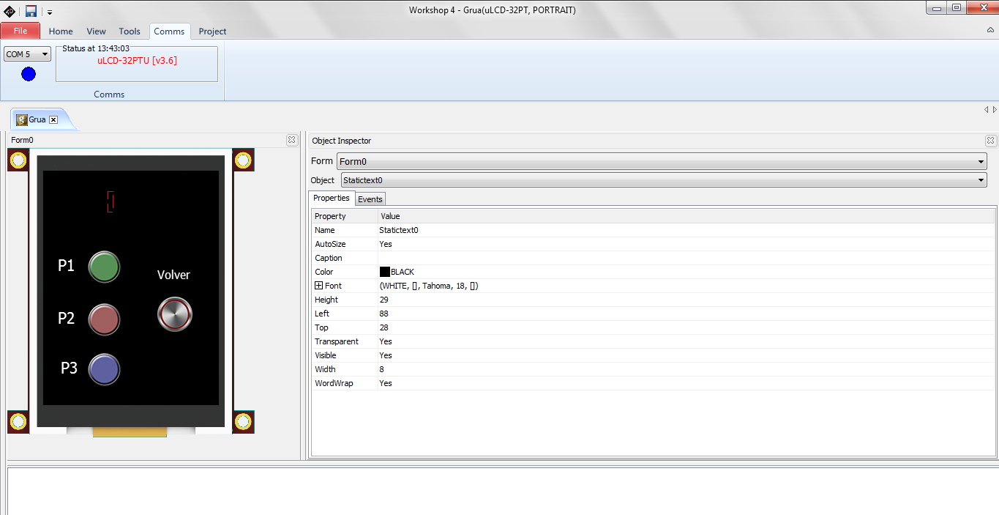 Workshop 4 - Grua(uLCD-32PT, PORTRAIT)
File Home View Tools Comms Project
COM 5
Status at 13:43:03
uLCD-32PTU [v3.6]
Comms
g Grua
Form0
P1
P2
P3
Volver
Object Inspector
Form Form0
Object Statictext0
Properties Events
Property Value
Name Statictext0
AutoSize Yes
Caption
Color BLACK
Font (WHITE, [], Tahoma, 18, [])
Height 29
Left 88
Top 28
Transparent Yes
Visible Yes
Width 8
WordWrap Yes